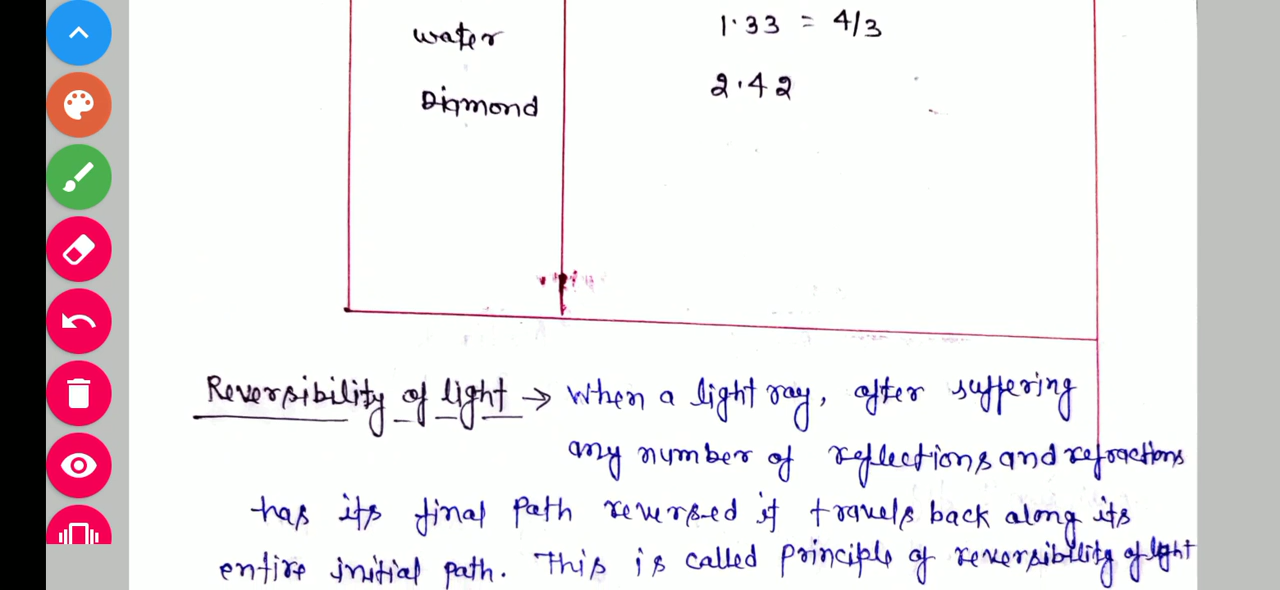 water 1.33 = 4/3
Diamond 2.42
Reversibility of light → When a light ray, after suffering
any number of reflections and refractions
has its final path reversed it travels back along its
entire initial path. This is called principle of reversibility of light